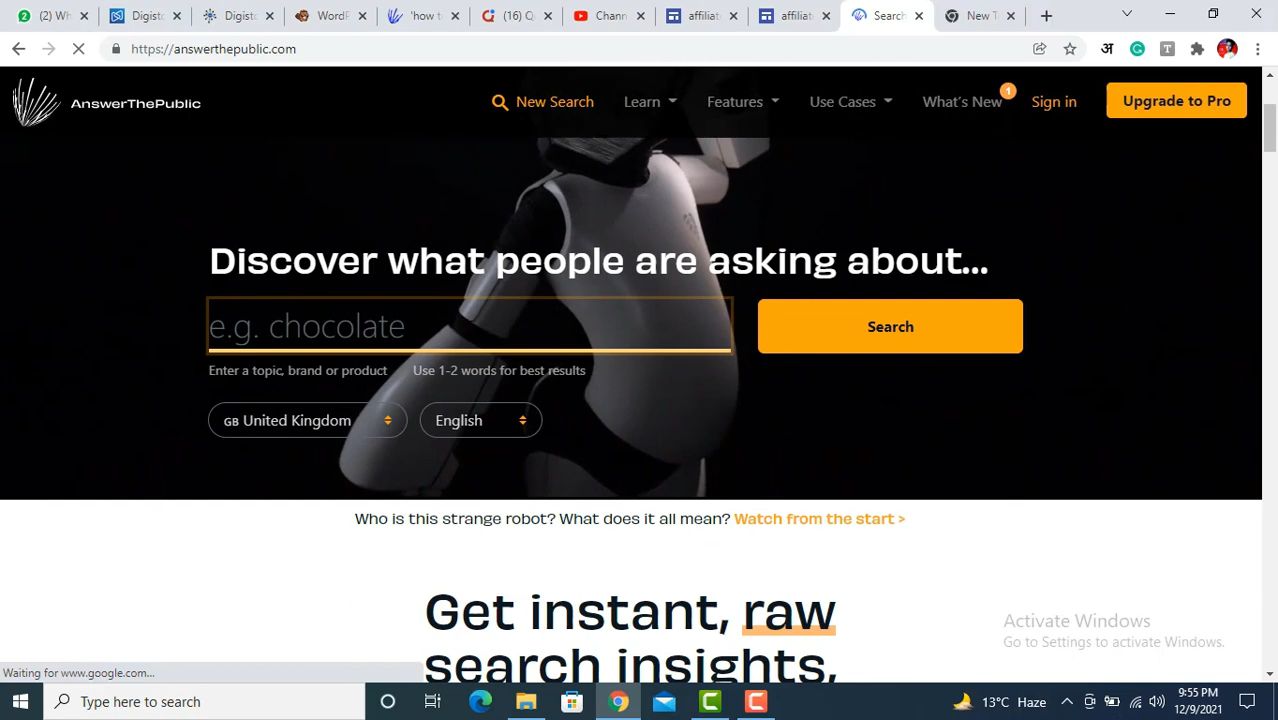 (2) Wh
Digisto
Digisto
WordP
'how t
(16) Q
Chann
affiliat
affiliat
Search
New T
https://answerthepublic.com
अ
T
AnswerThePublic
New Search
Learn
Features
Use Cases
What's New
1
Sign in
Upgrade to Pro
Discover what people are asking about...
e.g. chocolate
Search
Enter a topic, brand or product
Use 1-2 words for best results
GB United Kingdom
English
Who is this strange robot? What does it all mean? Watch from the start >
Get instant, raw
search insights,
Activate Windows
Go to Settings to activate Windows.
Waiting for www.google.com...
Type here to search
13°C Haze
9:55 PM
12/9/2021